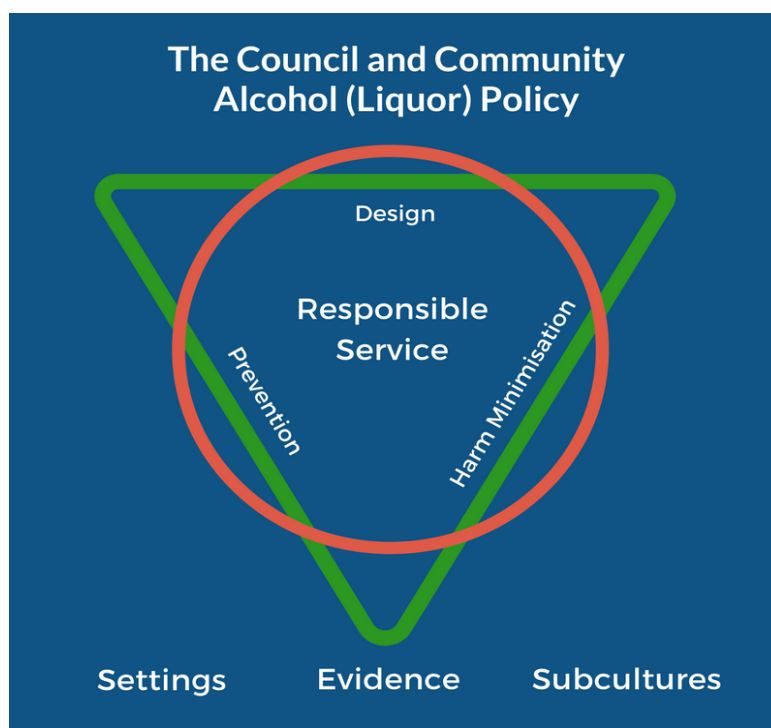 The Council and Community
Alcohol (Liquor) Policy
Design
Responsible
Service
Prevention
Harm Minimisation
Settings
Evidence
Subcultures